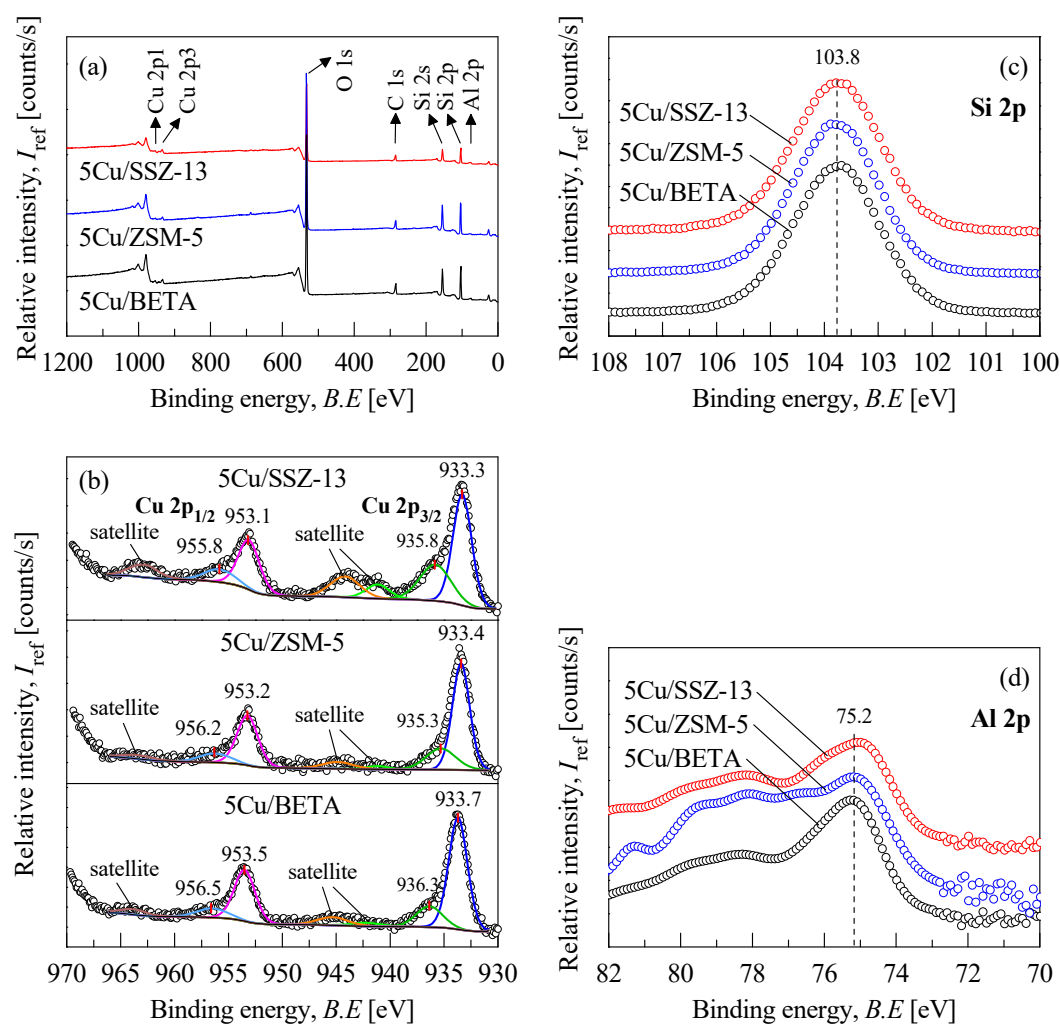 (a)
Cu 2p1
Cu 2p3
O 1s
C 1s
Si 2s
Si 2p
Al 2p
5Cu/SSZ-13
5Cu/ZSM-5
5Cu/BETA
Relative intensity, I_ref [counts/s]
1200 1000 800 600 400 200 0
Binding energy, B.E [eV]
(c)
103.8
Si 2p
5Cu/SSZ-13
5Cu/ZSM-5
5Cu/BETA
Relative intensity, I_ref [counts/s]
108 107 106 105 104 103 102 101 100
Binding energy, B.E [eV]
(b)
5Cu/SSZ-13
933.3
Cu 2p1/2
Cu 2p3/2
953.1
satellite
satellite
955.8
935.8
5Cu/ZSM-5
933.4
953.2
satellite
satellite
956.2
935.3
5Cu/BETA
933.7
953.5
satellite
satellite
956.5
936.3
Relative intensity, I_ref [counts/s]
970 965 960 955 950 945 940 935 930
Binding energy, B.E [eV]
(d)
5Cu/SSZ-13
5Cu/ZSM-5
5Cu/BETA
75.2
Al 2p
Relative intensity, I_ref [counts/s]
82 80 78 76 74 72 70
Binding energy, B.E [eV]